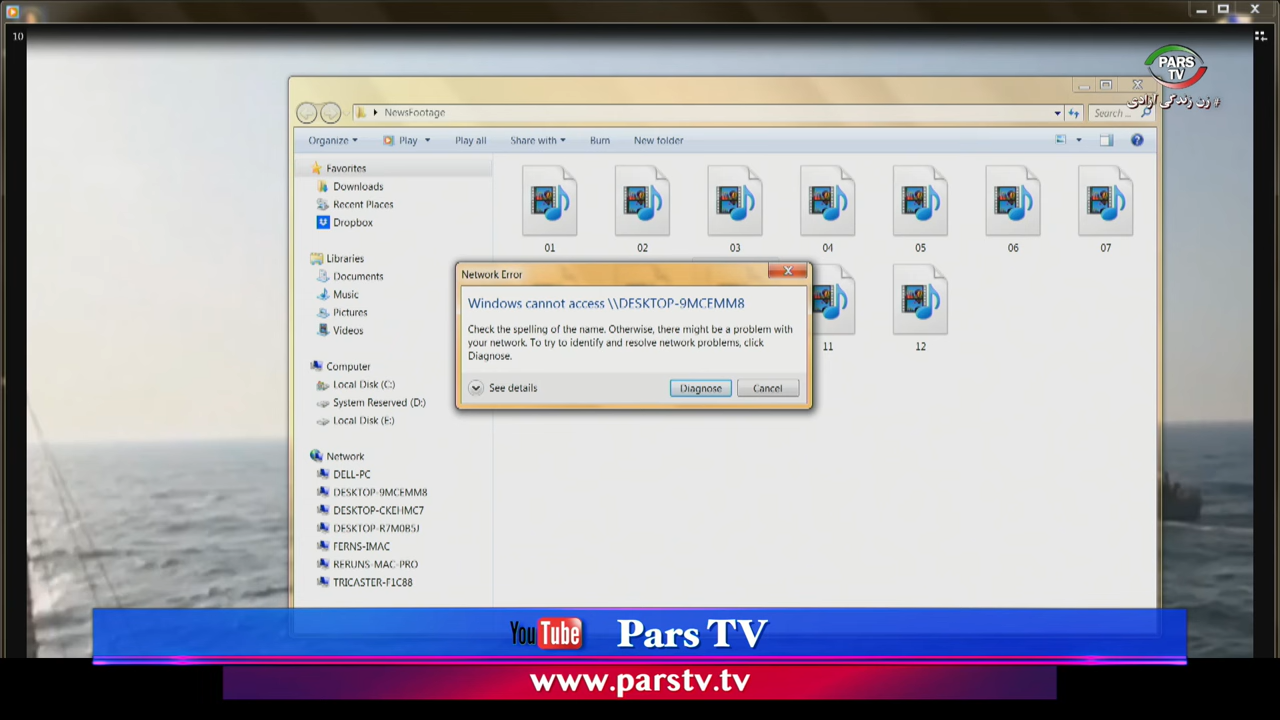 10
PARS
TV
# زن زندگی آزادی
NewsFootage
Search ...
Organize
Play
Play all
Share with
Burn
New folder
Favorites
Downloads
Recent Places
Dropbox
Libraries
Documents
Music
Pictures
Videos
Computer
Local Disk (C:)
System Reserved (D:)
Local Disk (E:)
Network
DELL-PC
DESKTOP-9MCEMM8
DESKTOP-CKEHMC7
DESKTOP-R7M0B5J
FERNS-IMAC
RERUNS-MAC-PRO
TRICASTER-F1C88
01
02
03
04
05
06
07
11
12
Network Error
Windows cannot access \\DESKTOP-9MCEMM8
Check the spelling of the name. Otherwise, there might be a problem with
your network. To try to identify and resolve network problems, click
Diagnose.
See details
Diagnose
Cancel
YouTube Pars TV
www.parstv.tv